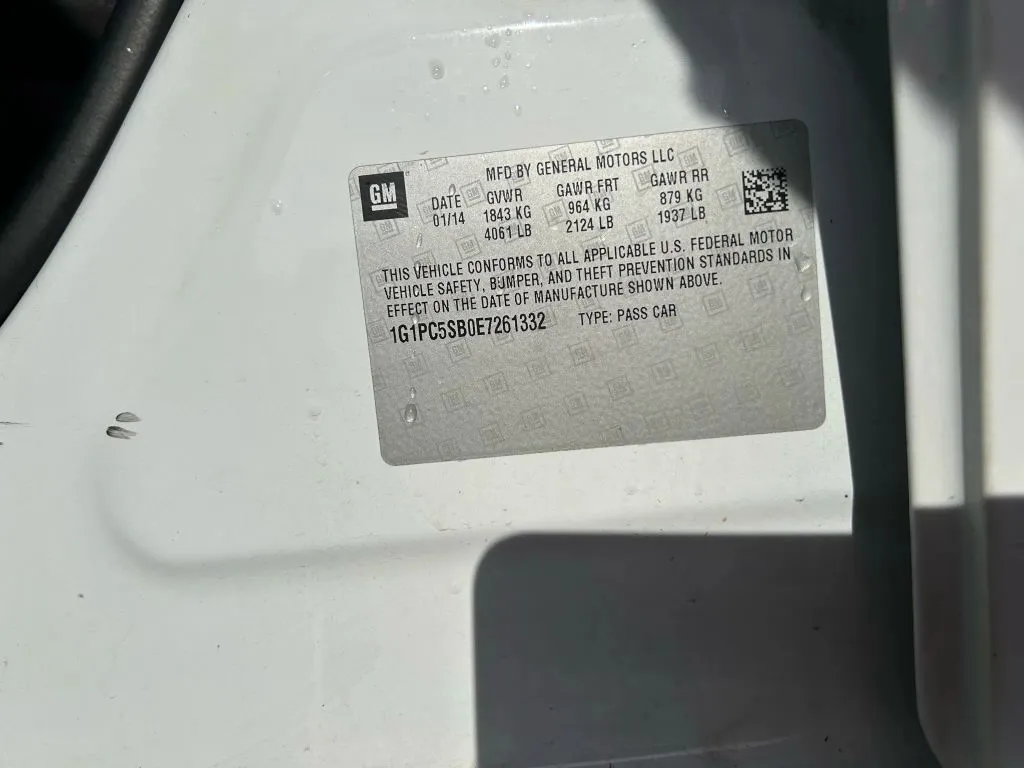 MFD BY GENERAL MOTORS LLC
GM
DATE GVWR GAWR FRT GAWR RR
01/14 1843 KG 964 KG 879 KG
4061 LB 2124 LB 1937 LB
THIS VEHICLE CONFORMS TO ALL APPLICABLE U.S. FEDERAL MOTOR
VEHICLE SAFETY, BUMPER, AND THEFT PREVENTION STANDARDS IN
EFFECT ON THE DATE OF MANUFACTURE SHOWN ABOVE.
1G1PC5SB0E7261332 TYPE: PASS CAR